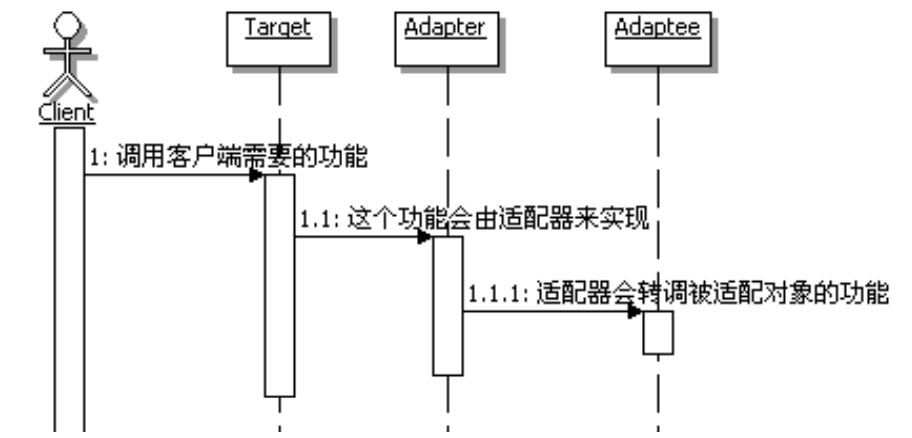 Target
Adapter
Adaptee
Client
1: 调用客户端需要的功能
1.1: 这个功能会由适配器来实现
1.1.1: 适配器会转调被适配对象的功能